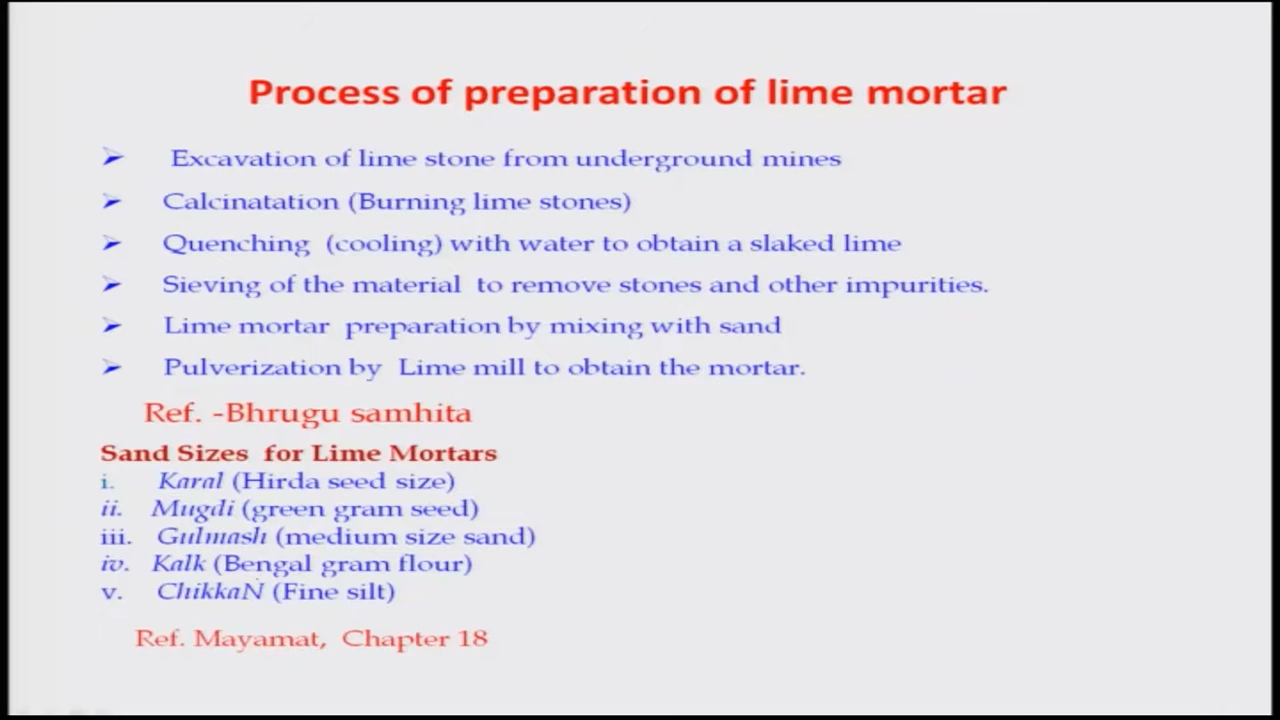 Process of preparation of lime mortar
➢ Excavation of lime stone from underground mines
➢ Calcinatation (Burning lime stones)
➢ Quenching (cooling) with water to obtain a slaked lime
➢ Sieving of the material to remove stones and other impurities.
➢ Lime mortar preparation by mixing with sand
➢ Pulverization by Lime mill to obtain the mortar.
Ref. -Bhrugu samhita
Sand Sizes for Lime Mortars
i. Karal (Hirda seed size)
ii. Mugdi (green gram seed)
iii. Gulmash (medium size sand)
iv. Kalk (Bengal gram flour)
v. ChikkaṄ (Fine silt)
Ref. Mayamat, Chapter 18